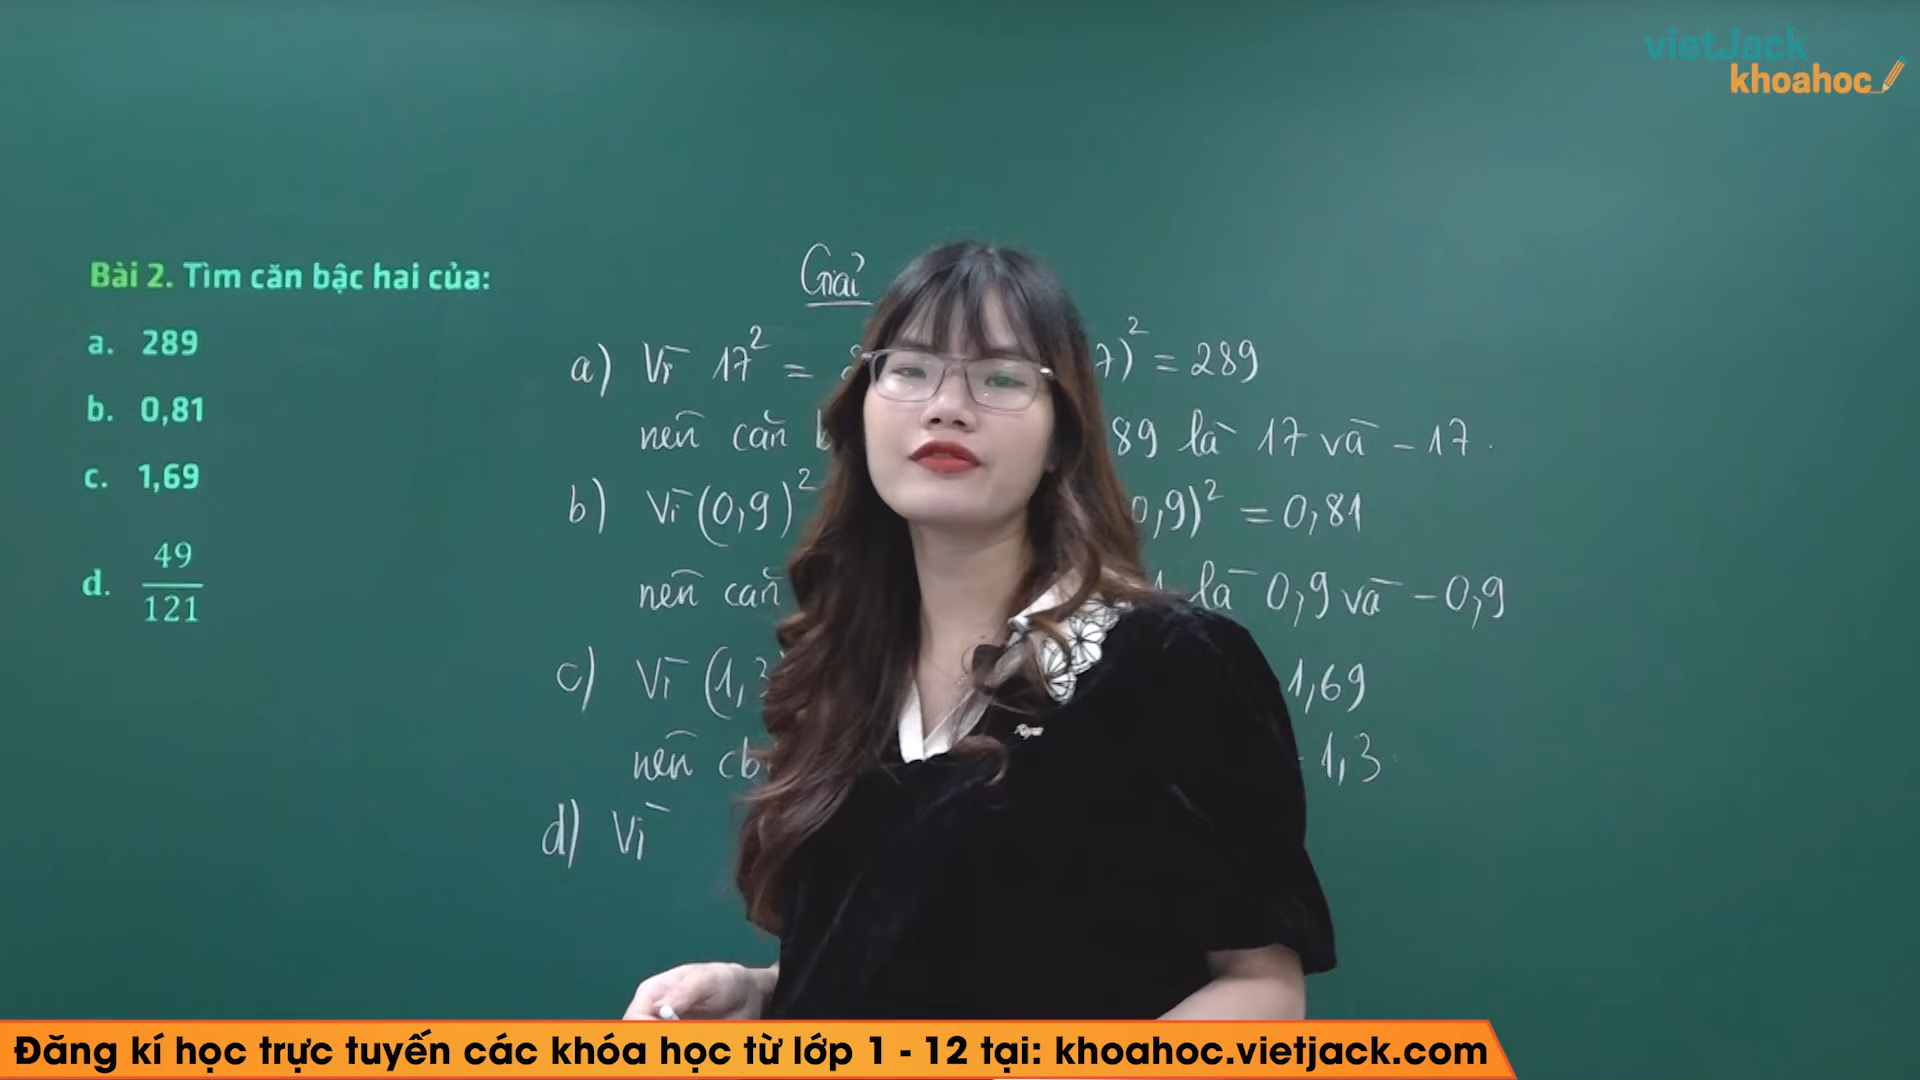 vietJack
khoahoc
Bài 2. Tìm căn bậc hai của:
a. 289
b. 0,81
c. 1,69
d. 49
121
Giải
a) Vì 17² = 7)² = 289
nên căn 89 là 17 và -17.
b) Vì (0,9)² 0,9)² = 0,81
nên căn là 0,9 và -0,9
c) Vì (1,3 1,69
nên cb 1,3.
d) Vì
Đăng kí học trực tuyến các khóa học từ lớp 1 - 12 tại: khoahoc.vietjack.com